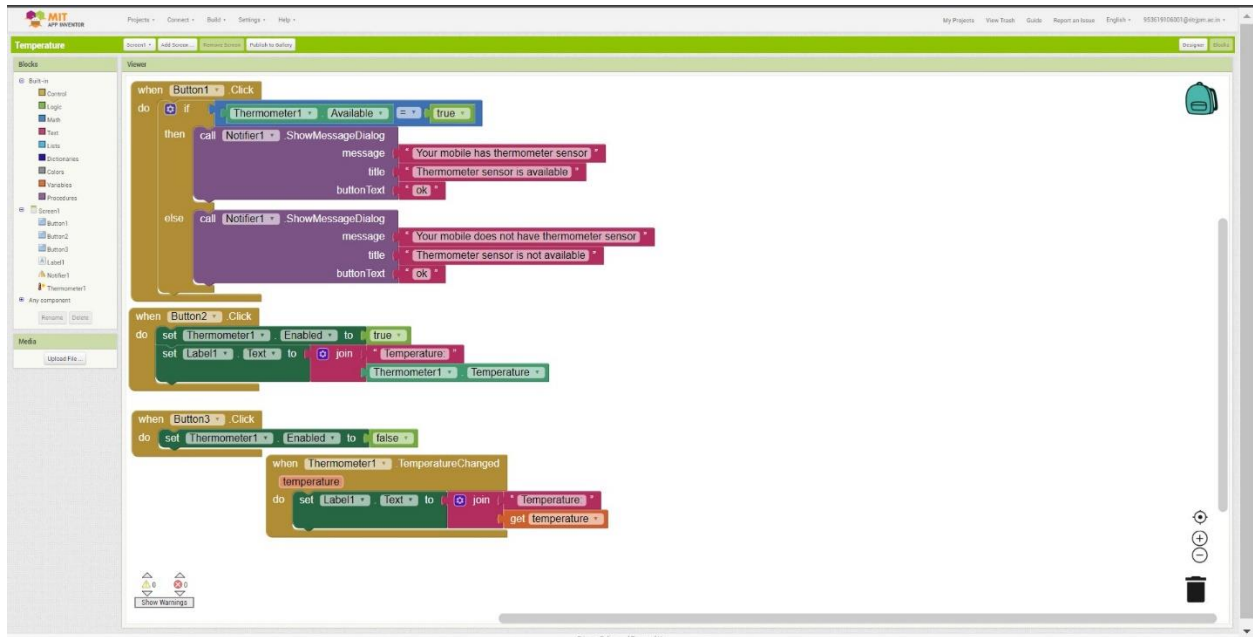 MIT
APP INVENTOR
Projects Connect Build Settings Help
My Projects View Trash Guide Report an Issue English
Temperature
Screen1 Add Screen ... Remove Screen Publish to Gallery
Designer Blocks
Blocks
Viewer
Built-in
Control
Logic
Math
Text
Lists
Dictionaries
Colors
Variables
Procedures
Screen1
Button1
Button2
Button3
Label1
Notifier1
Thermometer1
Any component
Rename Delete
Media
Upload File ...
when Button1 .Click
do if Thermometer1 . Available = true
then call Notifier1 .ShowMessageDialog
message " Your mobile has thermometer sensor "
title " Thermometer sensor is available "
buttonText " ok "
else call Notifier1 .ShowMessageDialog
message " Your mobile does not have thermometer sensor "
title " Thermometer sensor is not available "
buttonText " ok "
when Button2 .Click
do set Thermometer1 . Enabled to true
set Label1 . Text to join " Temperature: "
Thermometer1 . Temperature
when Button3 .Click
do set Thermometer1 . Enabled to false
when Thermometer1 .TemperatureChanged
temperature
do set Label1 . Text to join " Temperature: "
get temperature
0 0
Show Warnings